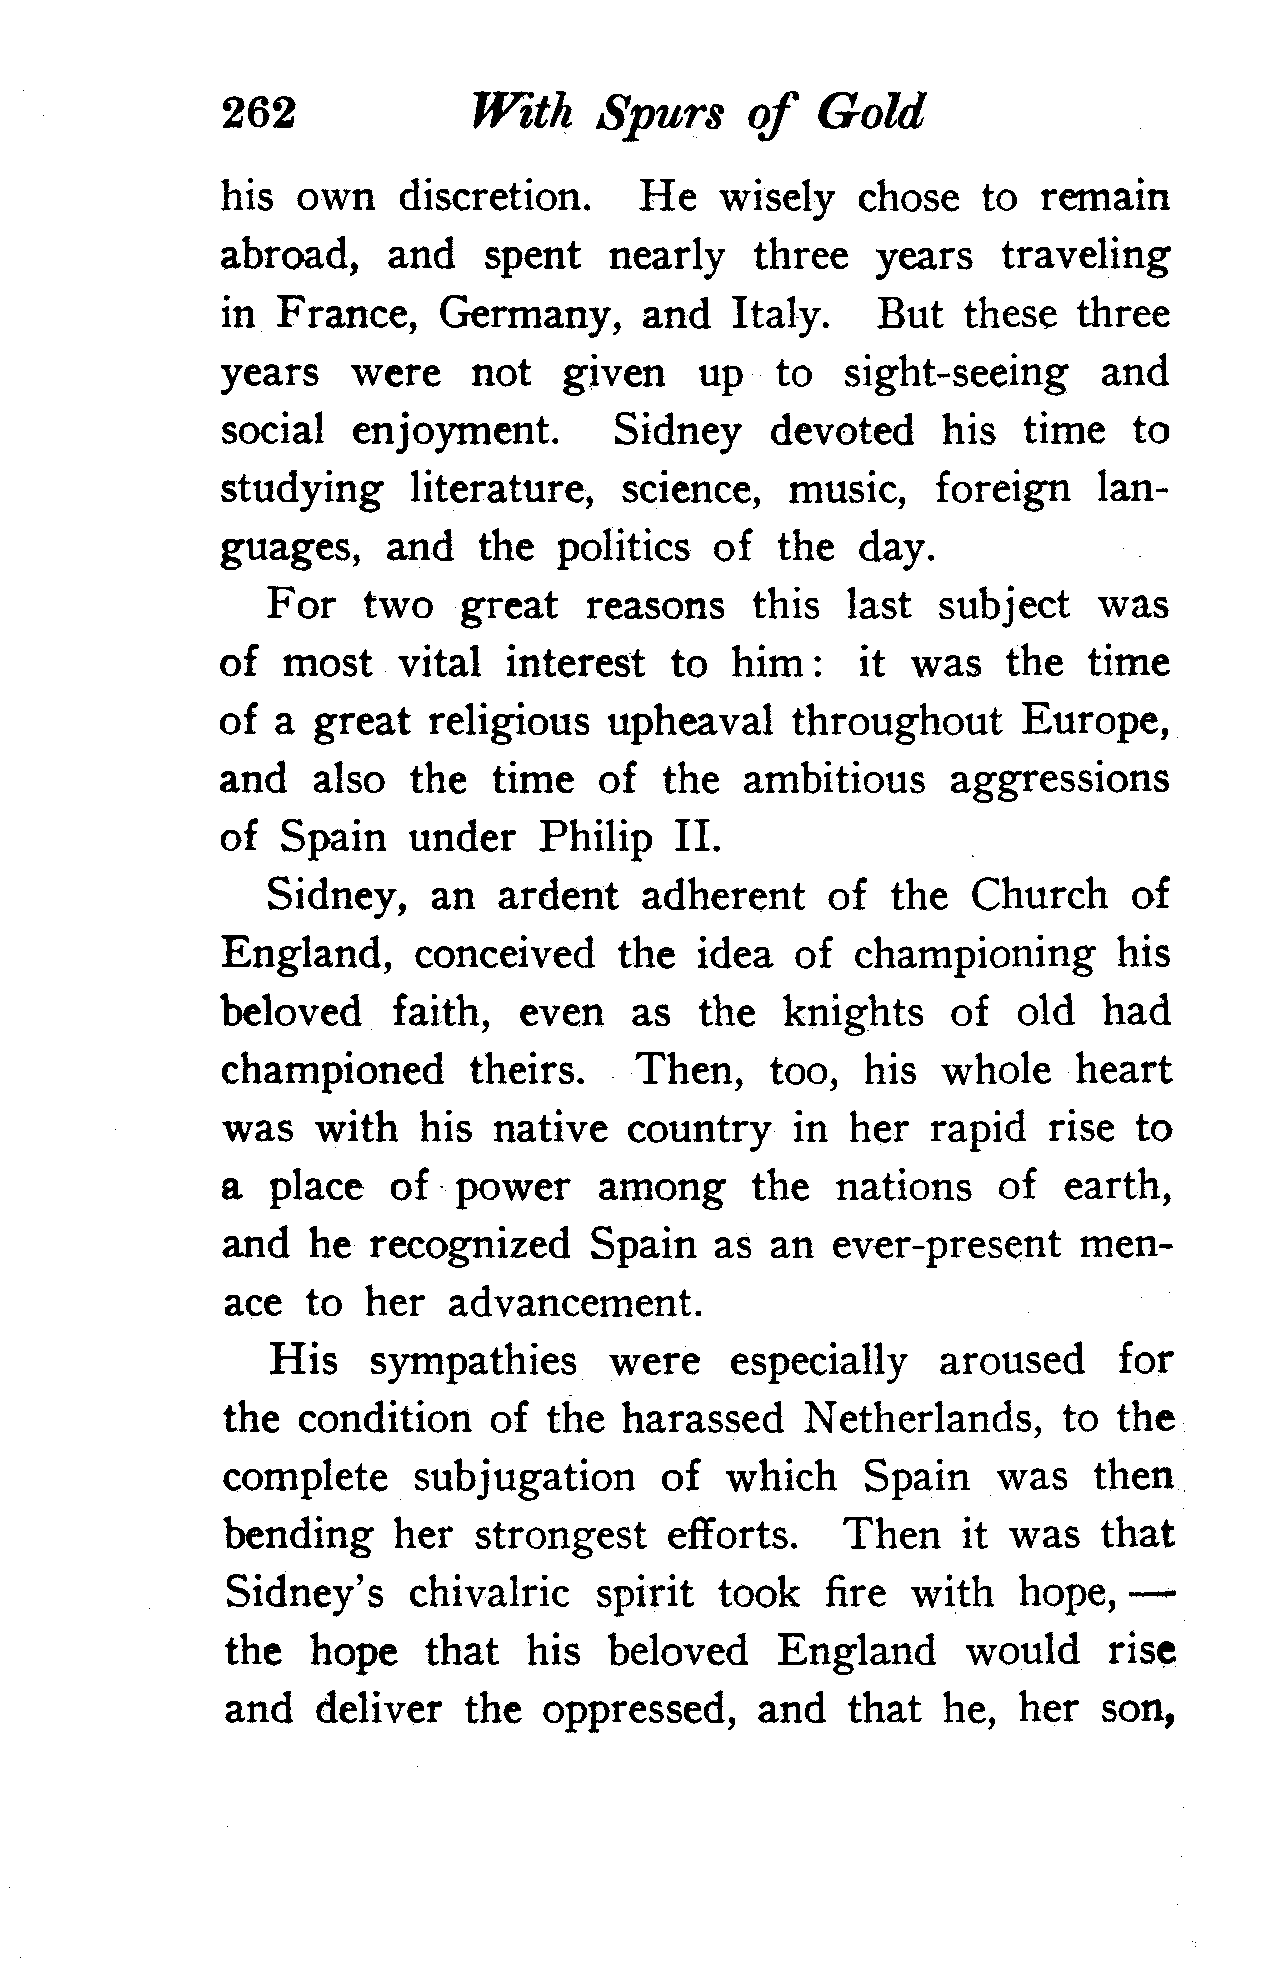 262 With Spurs of Gold
his own discretion. He wisely chose to remain
abroad, and spent nearly three years traveling
in France, Germany, and Italy. But these three
years were not given up to sight-seeing and
social enjoyment. Sidney devoted his time to
studying literature, science, music, foreign lan-
guages, and the politics of the day.
For two great reasons this last subject was
of most vital interest to him: it was the time
of a great religious upheaval throughout Europe,
and also the time of the ambitious aggressions
of Spain under Philip II.
Sidney, an ardent adherent of the Church of
England, conceived the idea of championing his
beloved faith, even as the knights of old had
championed theirs. Then, too, his whole heart
was with his native country in her rapid rise to
a place of power among the nations of earth,
and he recognized Spain as an ever-present men-
ace to her advancement.
His sympathies were especially aroused for
the condition of the harassed Netherlands, to the
complete subjugation of which Spain was then
bending her strongest efforts. Then it was that
Sidney's chivalric spirit took fire with hope,—
the hope that his beloved England would rise
and deliver the oppressed, and that he, her son,